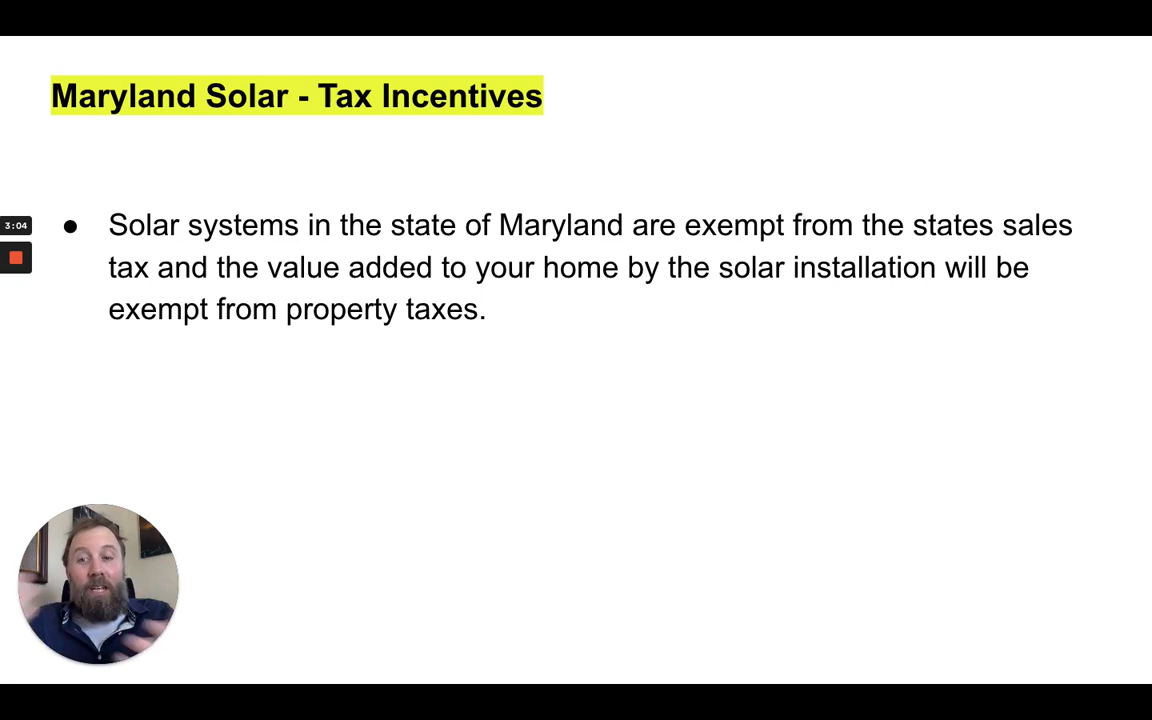 Maryland Solar - Tax Incentives
3:04
● Solar systems in the state of Maryland are exempt from the states sales
tax and the value added to your home by the solar installation will be
exempt from property taxes.